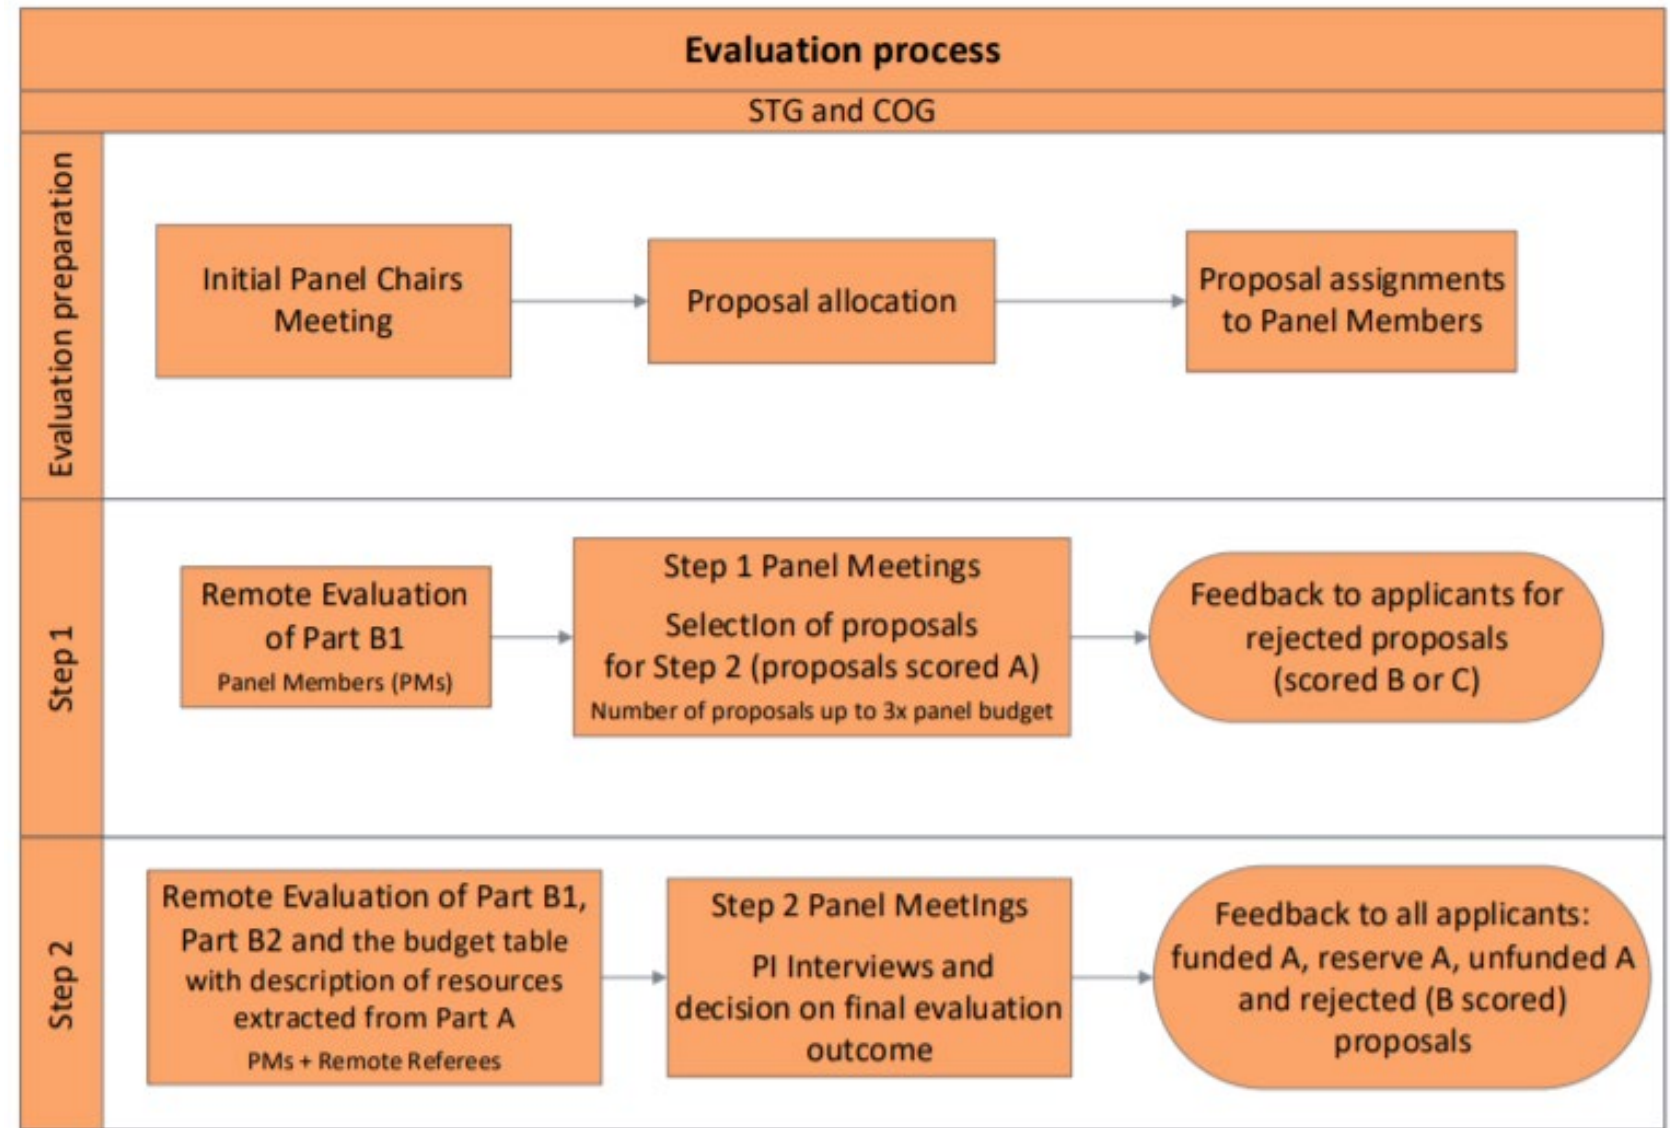 Evaluation process
STG and COG
Evaluation preparation
Initial Panel Chairs
Meeting
Proposal allocation
Proposal assignments
to Panel Members
Step 1
Remote Evaluation
of Part B1
Panel Members (PMs)
Step 1 Panel Meetings
SelectIon of proposals
for Step 2 (proposals scored A)
Number of proposals up to 3x panel budget
Feedback to applicants for
rejected proposals
(scored B or C)
Step 2
Remote Evaluation of Part B1,
Part B2 and the budget table
with description of resources
extracted from Part A
PMs + Remote Referees
Step 2 Panel MeetIngs
PI Interviews and
decision on final evaluation
outcome
Feedback to all applicants:
funded A, reserve A, unfunded A
and rejected (B scored)
proposals